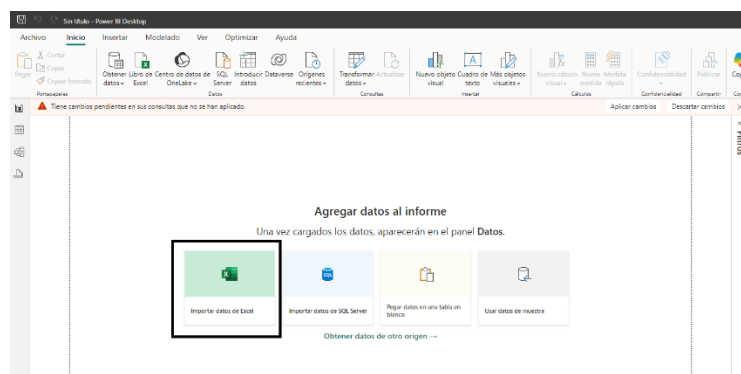 Sin título - Power BI Desktop
Archivo Inicio Insertar Modelado Ver Optimizar Ayuda
Pegar
Cortar
Copiar
Copiar formato
Portapapeles
Obtener datos
Libro de Excel
Centro de datos de OneLake
SQL Server
Introducir datos
Dataverse
Orígenes recientes
Datos
Transformar datos
Actualizar
Consultas
Nuevo objeto visual
Cuadro de texto
Más objetos visuales
Insertar
Nuevo cálculo visual
Nueva medida
Medida rápida
Cálculos
Confidencialidad
Confidencialidad
Publicar
Compartir
Tiene cambios pendientes en sus consultas que no se han aplicado.
Aplicar cambios Descartar cambios
Filtros
Agregar datos al informe
Una vez cargados los datos, aparecerán en el panel Datos.
Importar datos de Excel
SQL
Importar datos de SQL Server
Pegar datos en una tabla en
blanco
Usar datos de muestra
Obtener datos de otro origen →